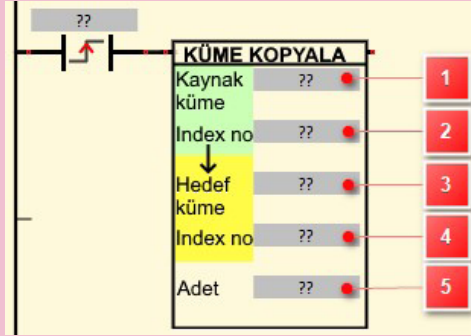 ??
KÜME KOPYALA
Kaynak küme ?? 1
Index no ?? 2
Hedef küme ?? 3
Index no ?? 4
Adet ?? 5